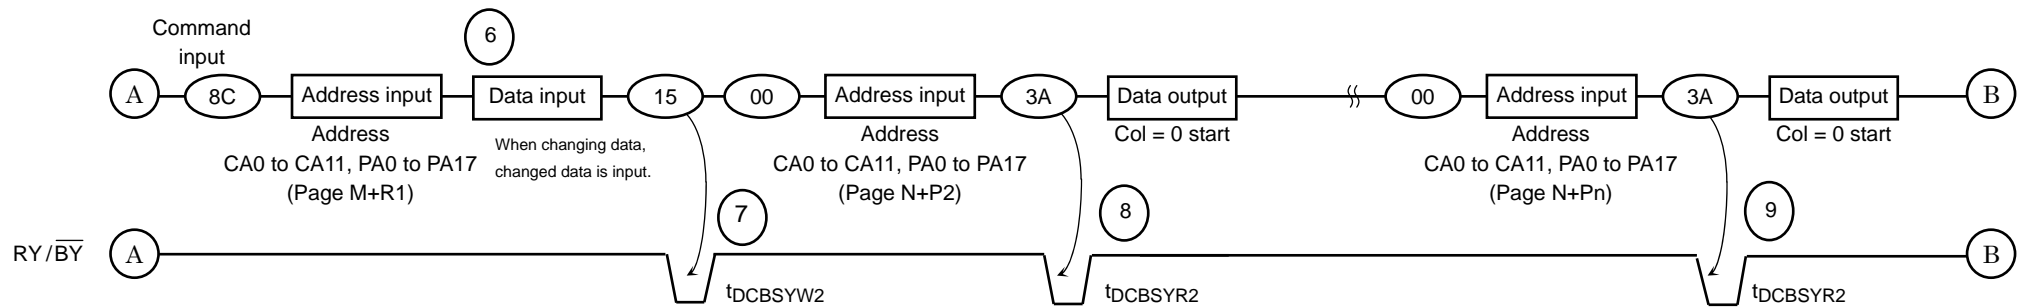 Command
input
6
A
8C
Address input
Data input
15
00
Address input
3A
Data output
00
Address input
3A
Data output
B
Address
CA0 to CA11, PA0 to PA17
(Page M+R1)
When changing data,
changed data is input.
Address
CA0 to CA11, PA0 to PA17
(Page N+P2)
Col = 0 start
Address
CA0 to CA11, PA0 to PA17
(Page N+Pn)
Col = 0 start
7
8
9
RY/BY
A
B
tDCBSYW2
tDCBSYR2
tDCBSYR2